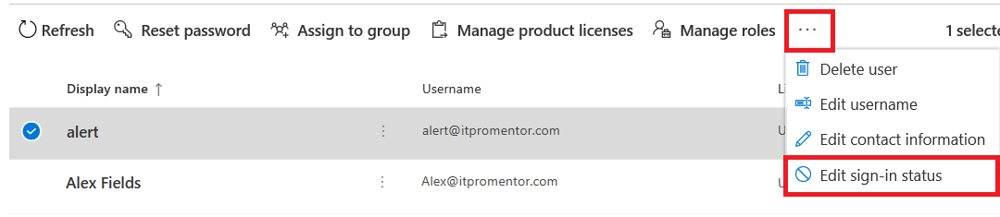 Refresh Reset password Assign to group Manage product licenses Manage roles ··· 1 selecte
Delete user
Display name ↑ Username Li
Edit username
alert alert@itpromentor.com U
Edit contact information
Alex Fields Alex@itpromentor.com U
Edit sign-in status